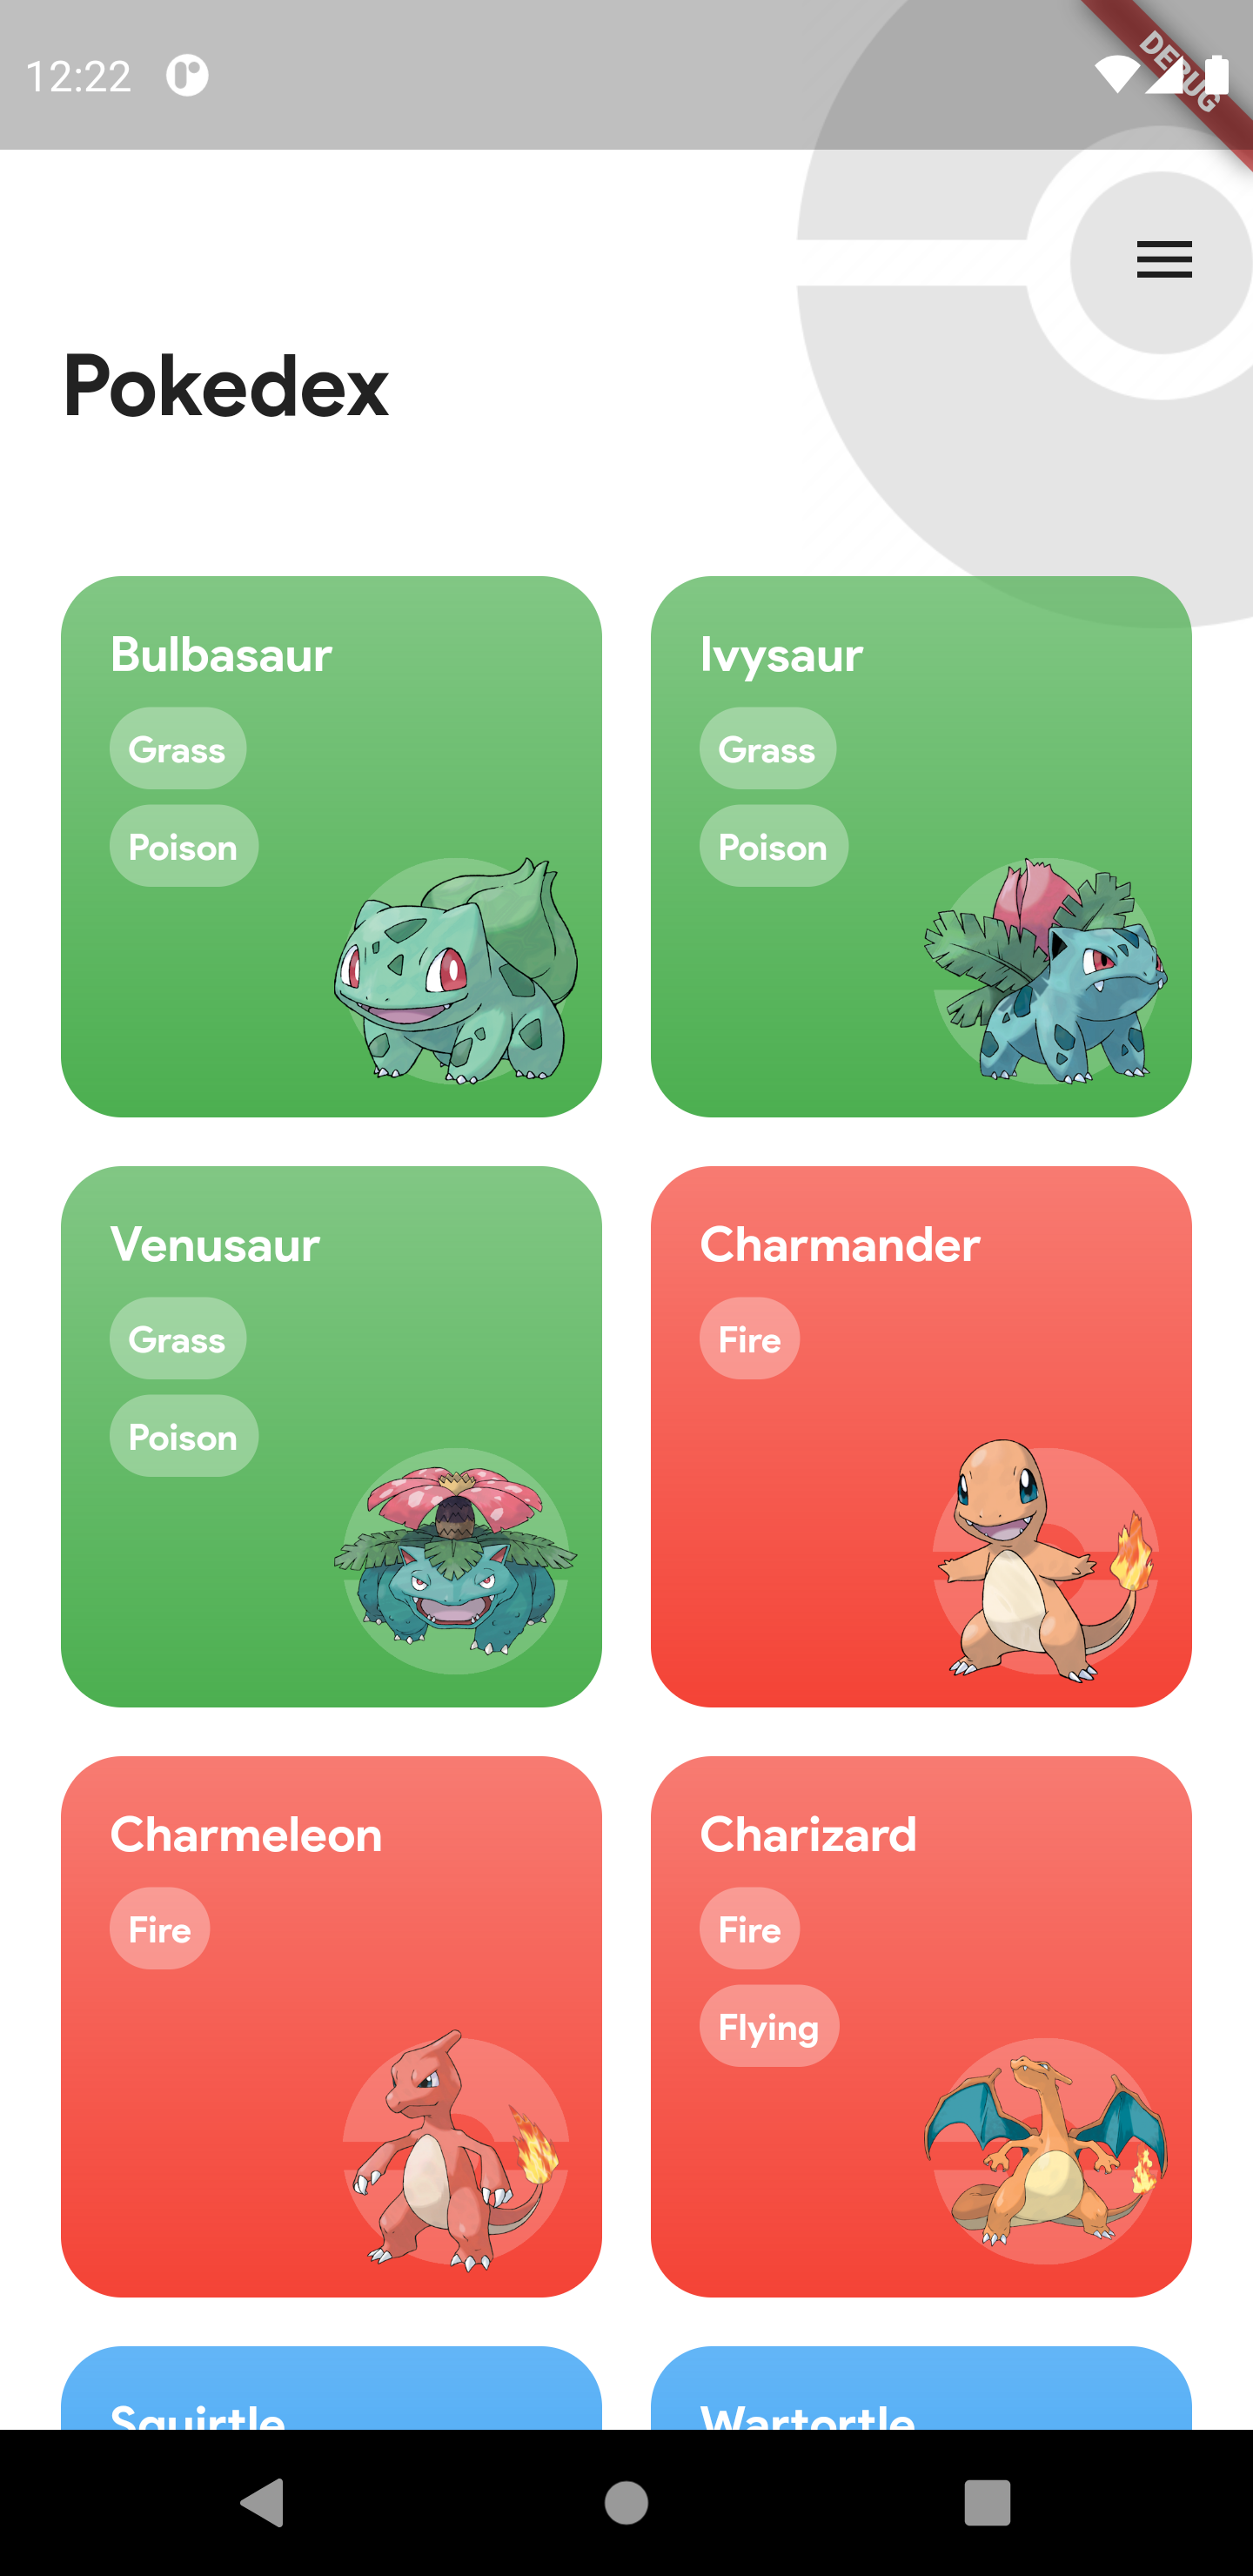 12:22
DEBUG
Pokedex
Bulbasaur
Grass
Poison
Ivysaur
Grass
Poison
Venusaur
Grass
Poison
Charmander
Fire
Charmeleon
Fire
Charizard
Fire
Flying
Squirtle
Wartortle